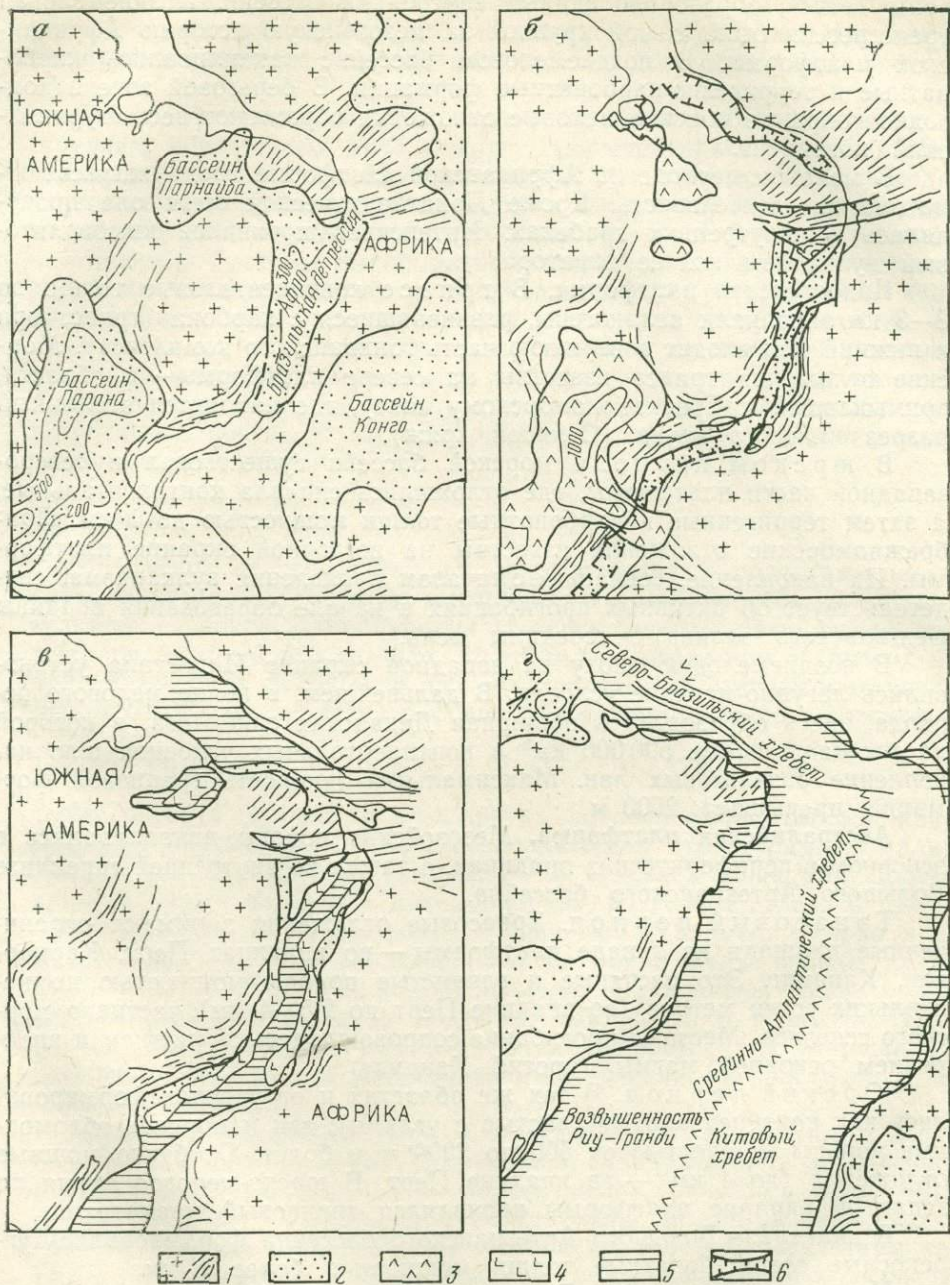 а
ЮЖНАЯ
АМЕРИКА
Бассейн
Парнаиба
АФРИКА
300
Афро-?
бразильская депрессия
Бассейн
Парана
500
200
Бассейн
Конго
б
1000
в
ЮЖНАЯ
АМЕРИКА
АФРИКА
г
Северо-Бразильский хребет
Срединно-Атлантический хребет
Возвышенность
Риу-Гранди
Китовый
хребет
1 2 3 4 5 6